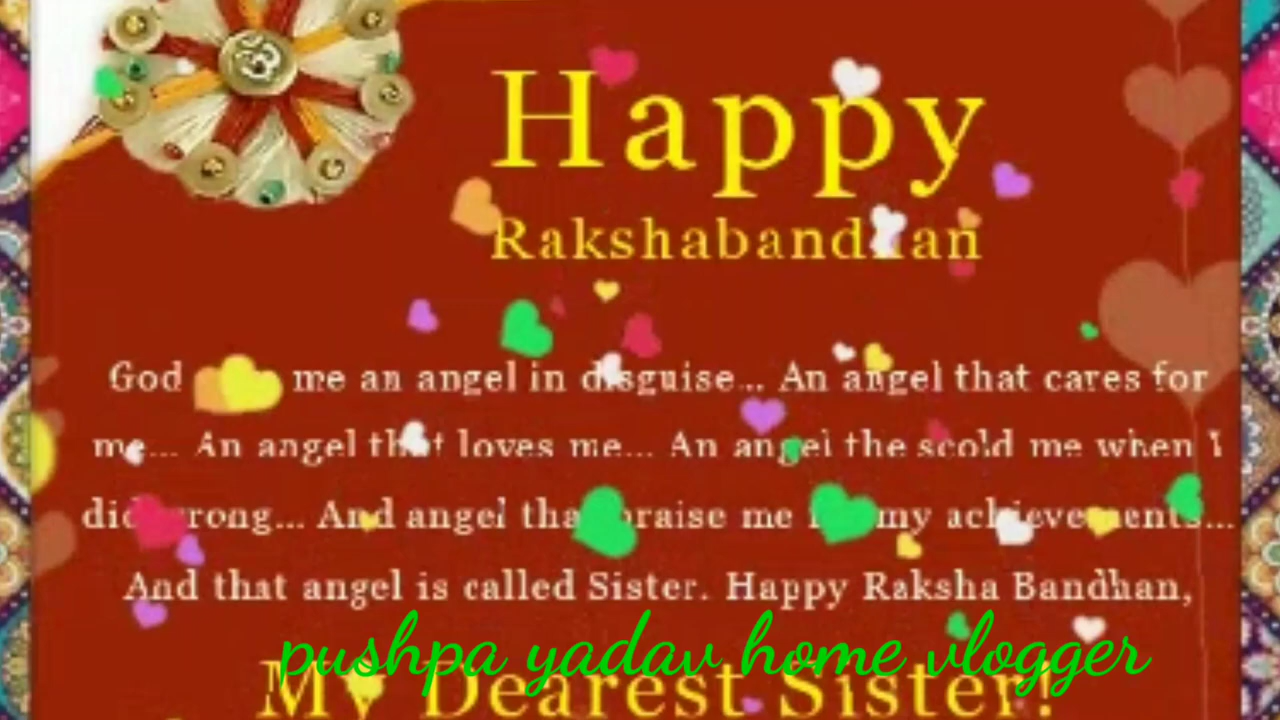 Happy
Rakshabandhan
God me an angel in disguise... An angel that cares for
me... An angel that loves me... An angel the scold me when I
did wrong... And angel that praise me for my achievements...
And that angel is called Sister. Happy Raksha Bandhan,
pushpa yadav home vlogger
My Dearest Sister!